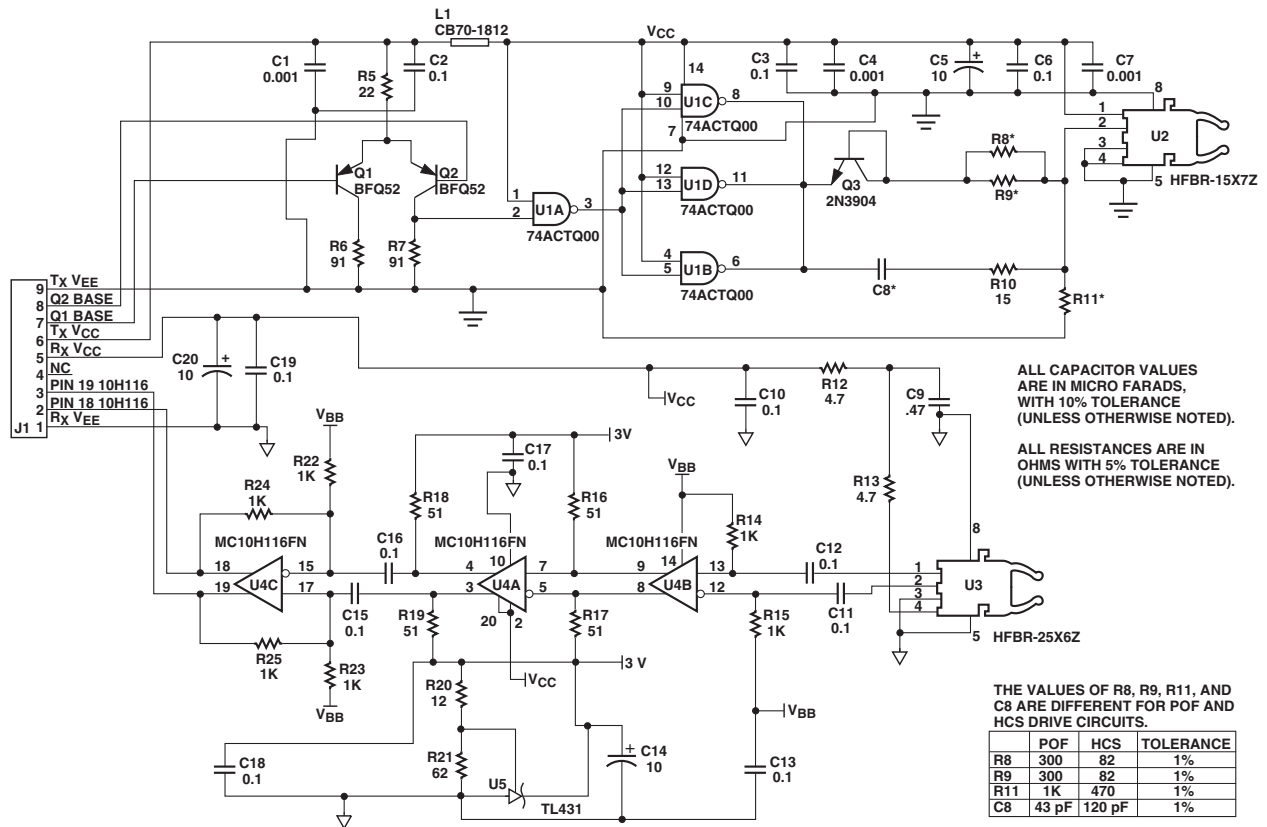 L1
CB70-1812
VCC
C1
0.001
R5
22
C2
0.1
14
9
10
U1C
8
74ACTQ00
7
C3
0.1
C4
0.001
C5
10
+
C6
0.1
C7
0.001
8
1
2
3
4
5
U2
HFBR-15X7Z
Q1
BFQ52
Q2
BFQ52
12
13
U1D
11
74ACTQ00
Q3
2N3904
R8*
R9*
1
2
U1A
3
74ACTQ00
R6
91
R7
91
4
5
U1B
6
74ACTQ00
C8*
R10
15
R11*
TX VEE
9
Q2 BASE
8
Q1 BASE
7
TX VCC
6
RX VCC
5
NC
4
PIN 19 10H116
3
PIN 18 10H116
2
RX VEE
J1 1
C20
10
+
C19
0.1
VCC
C10
0.1
R12
4.7
C9
.47
R13
4.7
ALL CAPACITOR VALUES
ARE IN MICRO FARADS,
WITH 10% TOLERANCE
(UNLESS OTHERWISE NOTED).
ALL RESISTANCES ARE IN
OHMS WITH 5% TOLERANCE
(UNLESS OTHERWISE NOTED).
VBB
R22
1K
R24
1K
MC10H116FN
18
19
U4C
15
17
R25
1K
R23
1K
VBB
C16
0.1
C15
0.1
R18
51
C17
0.1
3V
R16
51
MC10H116FN
10
4
3
U4A
7
5
20
2
R19
51
R17
51
VCC
VBB
MC10H116FN
14
9
8
U4B
13
12
R14
1K
R15
1K
C12
0.1
C11
0.1
8
1
2
3
4
5
U3
HFBR-25X6Z
3 V
R20
12
R21
62
U5
TL431
+
C14
10
VBB
C13
0.1
C18
0.1
THE VALUES OF R8, R9, R11, AND
C8 ARE DIFFERENT FOR POF AND
HCS DRIVE CIRCUITS.
POF HCS TOLERANCE
R8 300 82 1%
R9 300 82 1%
R11 1K 470 1%
C8 43 pF 120 pF 1%